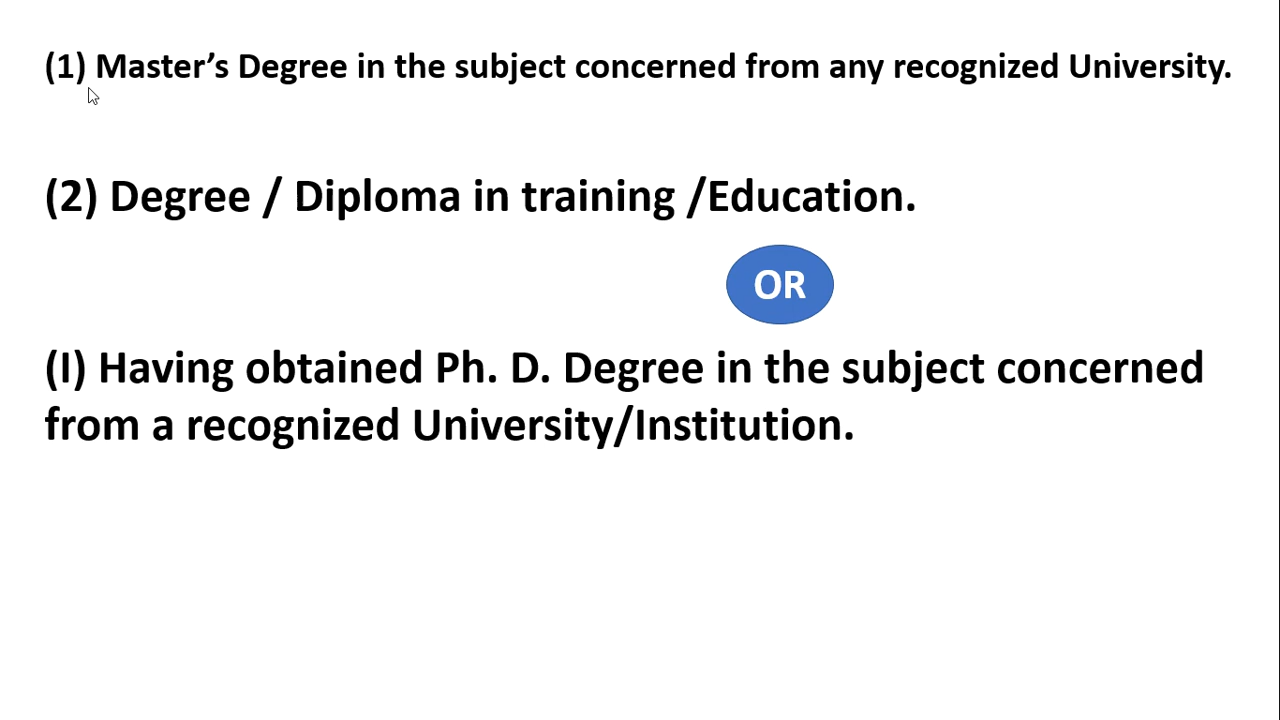 (1) Master’s Degree in the subject concerned from any recognized University.
(2) Degree / Diploma in training /Education.
OR
(I) Having obtained Ph. D. Degree in the subject concerned
from a recognized University/Institution.